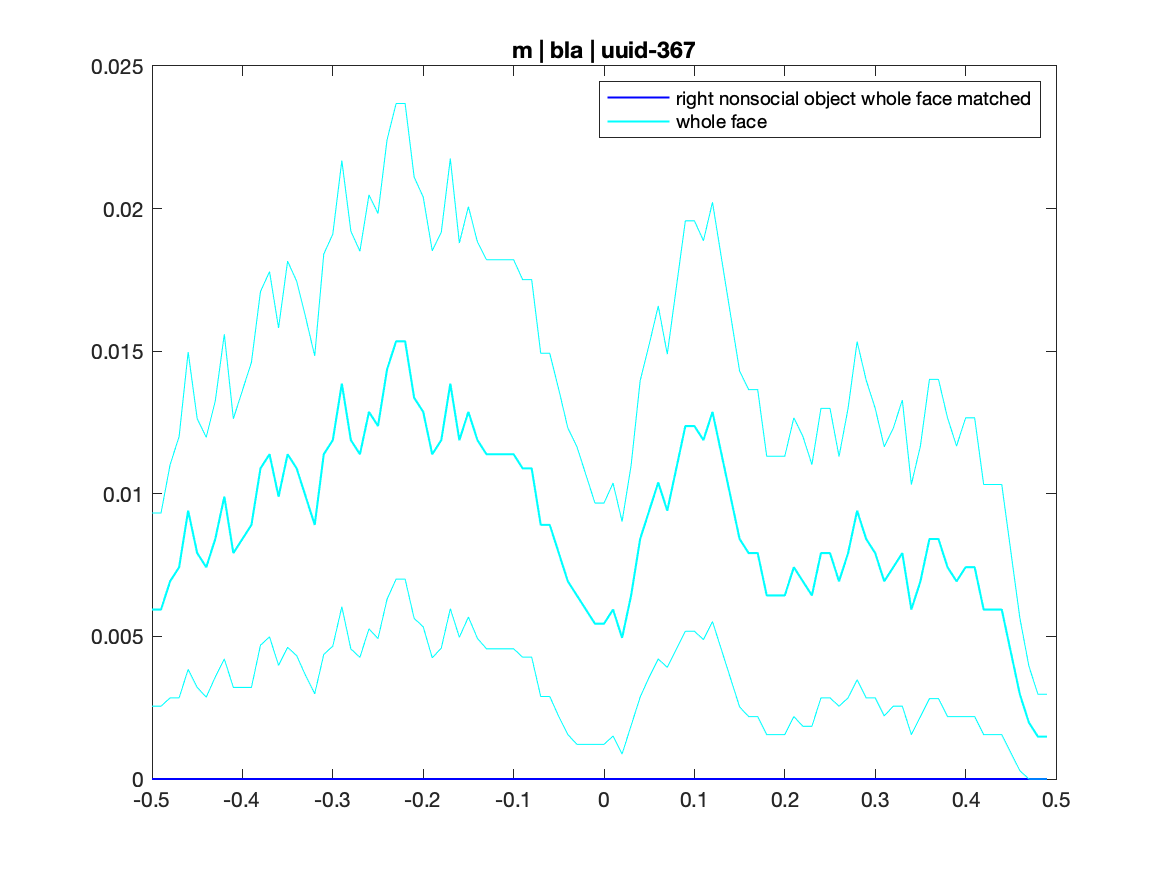 m | bla | uuid-367
0.025
0.02
0.015
0.01
0.005
0
right nonsocial object whole face matched
whole face
-0.5 -0.4 -0.3 -0.2 -0.1 0 0.1 0.2 0.3 0.4 0.5